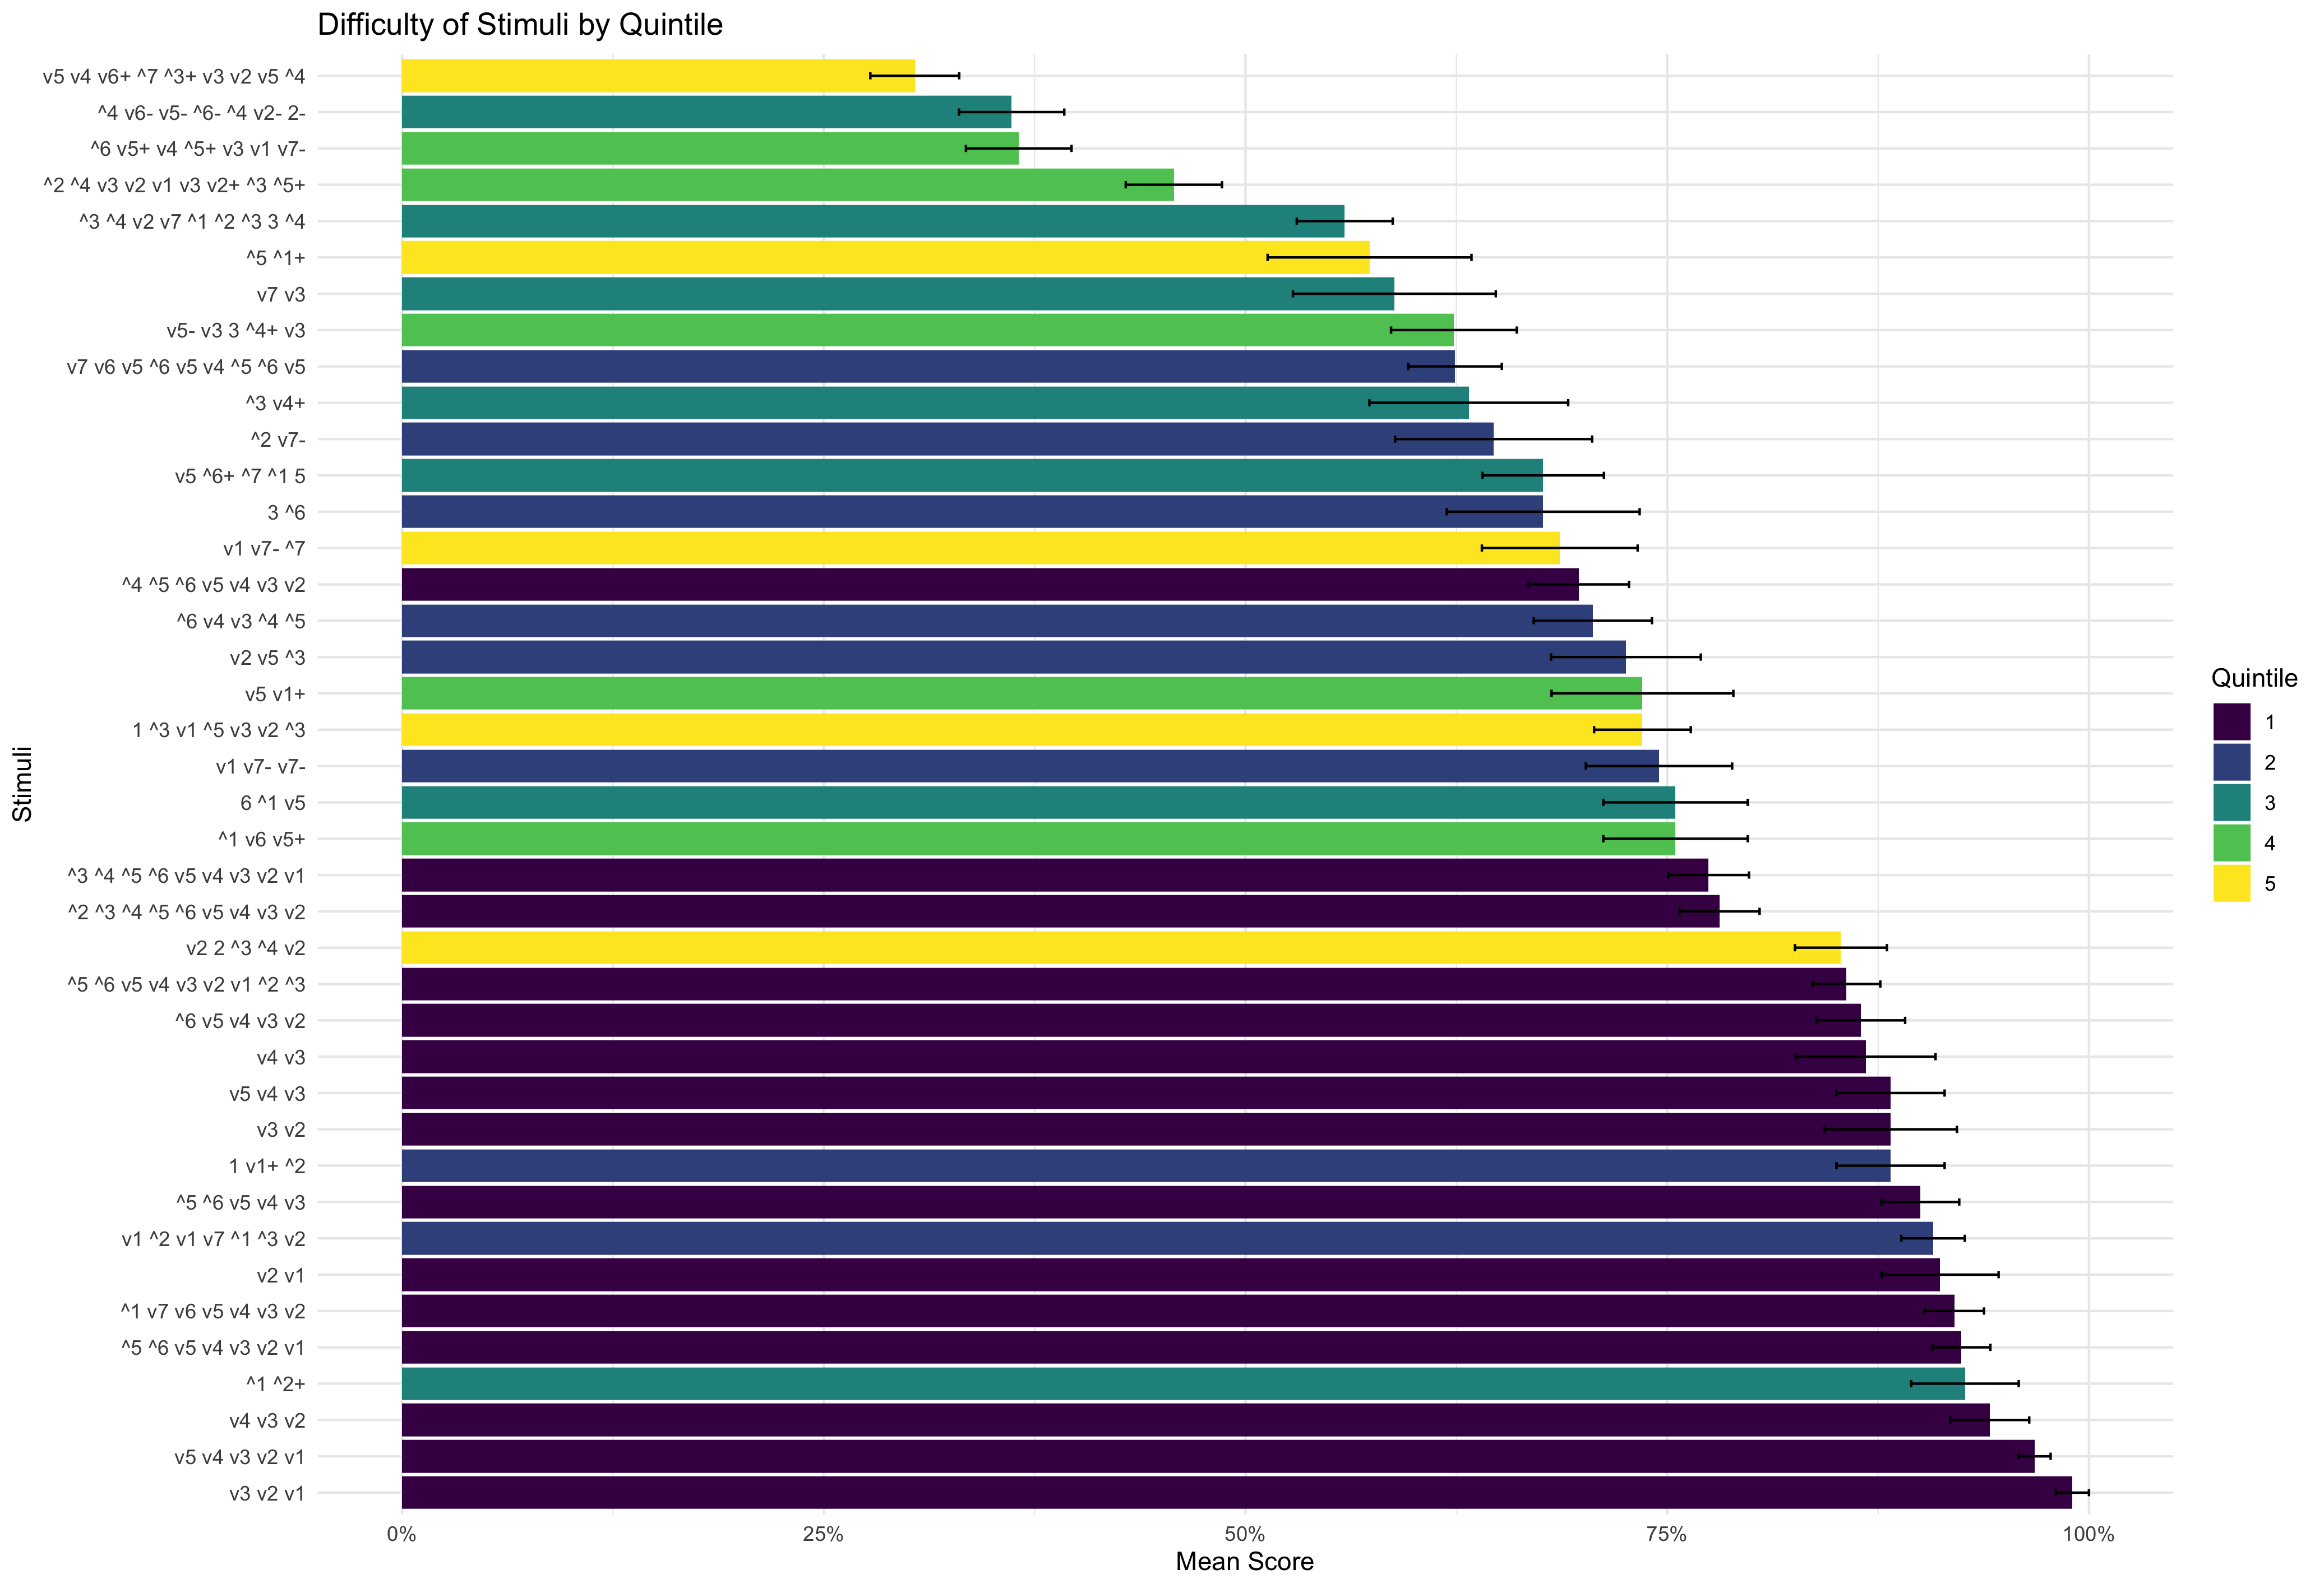 Difficulty of Stimuli by Quintile
Stimuli
v5 v4 v6+ ^7 ^3+ v3 v2 v5 ^4
^4 v6- v5- ^6- ^4 v2- 2-
^6 v5+ v4 ^5+ v3 v1 v7-
^2 ^4 v3 v2 v1 v3 v2+ ^3 ^5+
^3 ^4 v2 v7 ^1 ^2 ^3 3 ^4
^5 ^1+
v7 v3
v5- v3 3 ^4+ v3
v7 v6 v5 ^6 v5 v4 ^5 ^6 v5
^3 v4+
^2 v7-
v5 ^6+ ^7 ^1 5
3 ^6
v1 v7- ^7
^4 ^5 ^6 v5 v4 v3 v2
^6 v4 v3 ^4 ^5
v2 v5 ^3
v5 v1+
1 ^3 v1 ^5 v3 v2 ^3
v1 v7- v7-
6 ^1 v5
^1 v6 v5+
^3 ^4 ^5 ^6 v5 v4 v3 v2 v1
^2 ^3 ^4 ^5 ^6 v5 v4 v3 v2
v2 2 ^3 ^4 v2
^5 ^6 v5 v4 v3 v2 v1 ^2 ^3
^6 v5 v4 v3 v2
v4 v3
v5 v4 v3
v3 v2
1 v1+ ^2
^5 ^6 v5 v4 v3
v1 ^2 v1 v7 ^1 ^3 v2
v2 v1
^1 v7 v6 v5 v4 v3 v2
^5 ^6 v5 v4 v3 v2 v1
^1 ^2+
v4 v3 v2
v5 v4 v3 v2 v1
v3 v2 v1
0% 25% 50% 75% 100%
Mean Score
Quintile
1
2
3
4
5